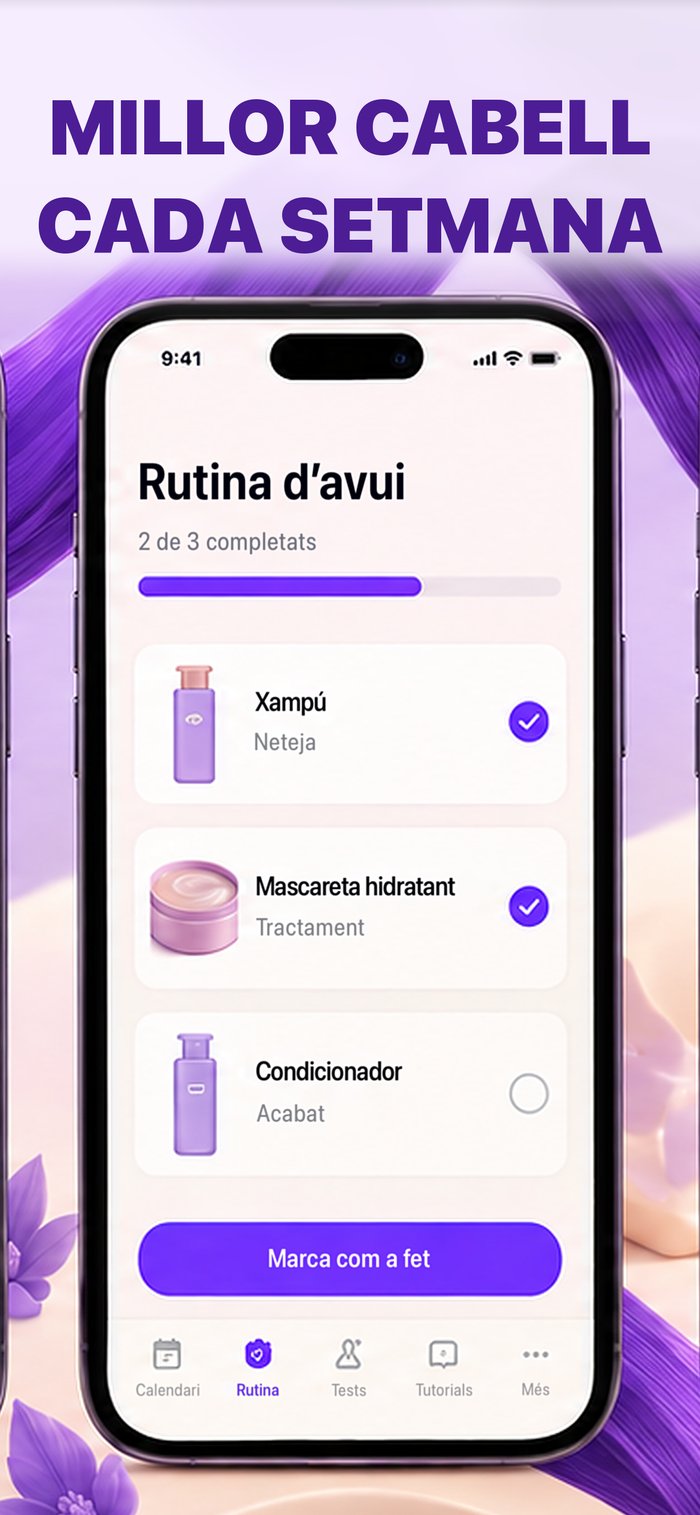 MILLOR CABELL
CADA SETMANA
9:41
Rutina d’avui
2 de 3 completats
Xampú
Neteja
Mascareta hidratant
Tractament
Condicionador
Acabat
Marca com a fet
Calendari
Rutina
Tests
Tutorials
Més